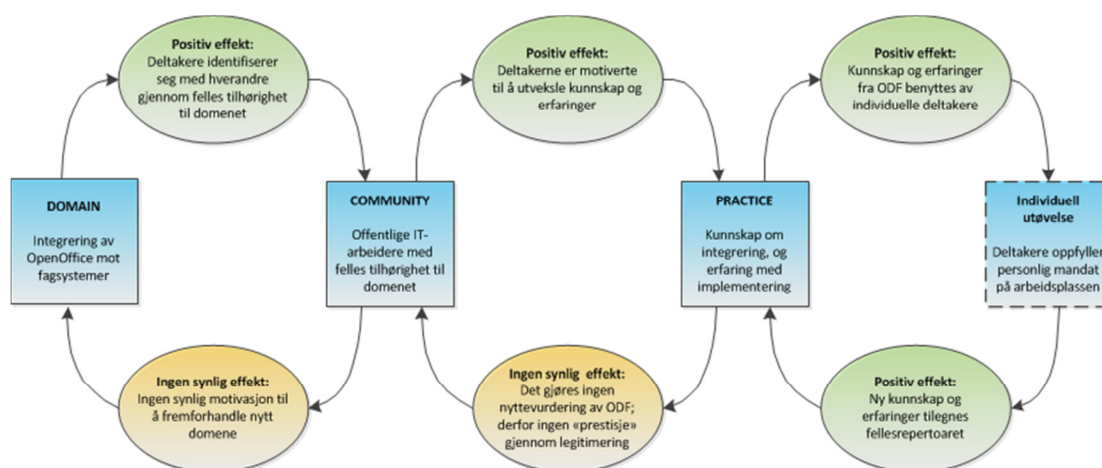 Positiv effekt:
Deltakere identifiserer
seg med hverandre
gjennom felles tilhørighet
til domenet
Positiv effekt:
Deltakerne er motiverte
til å utveksle kunnskap og
erfaringer
Positiv effekt:
Kunnskap og erfaringer
fra ODF benyttes av
individuelle deltakere
DOMAIN
Integrering av
OpenOffice mot
fagsystemer
COMMUNITY
Offentlige IT-
arbeidere med
felles tilhørighet til
domenet
PRACTICE
Kunnskap om
integrering, og
erfaring med
implementering
Individuell
utøvelse
Deltakere oppfyller
personlig mandat
på arbeidsplassen
Ingen synlig effekt:
Ingen synlig motivasjon til
å fremforhandle nytt
domene
Ingen synlig effekt:
Det gjøres ingen
nyttevurdering av ODF;
derfor ingen «prestisje»
gjennom legitimering
Positiv effekt:
Ny kunnskap og
erfaringer tilegnes
fellesrepertoaret